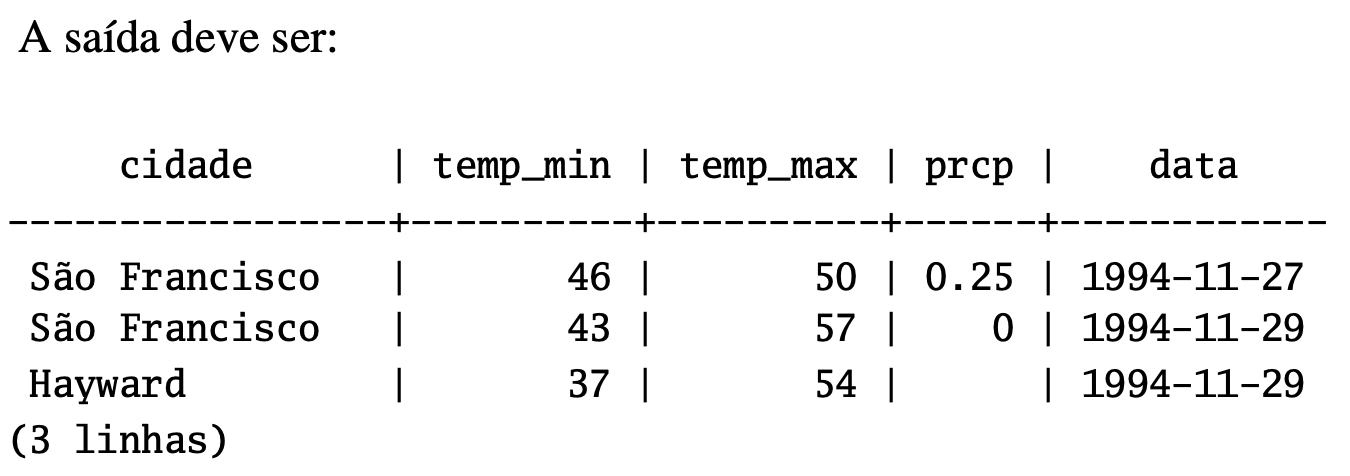 A saída deve ser:
cidade | temp_min | temp_max | prcp | data
-----------------+----------+----------+------+------------
São Francisco | 46 | 50 | 0.25 | 1994-11-27
São Francisco | 43 | 57 | 0 | 1994-11-29
Hayward | 37 | 54 | | 1994-11-29
(3 linhas)